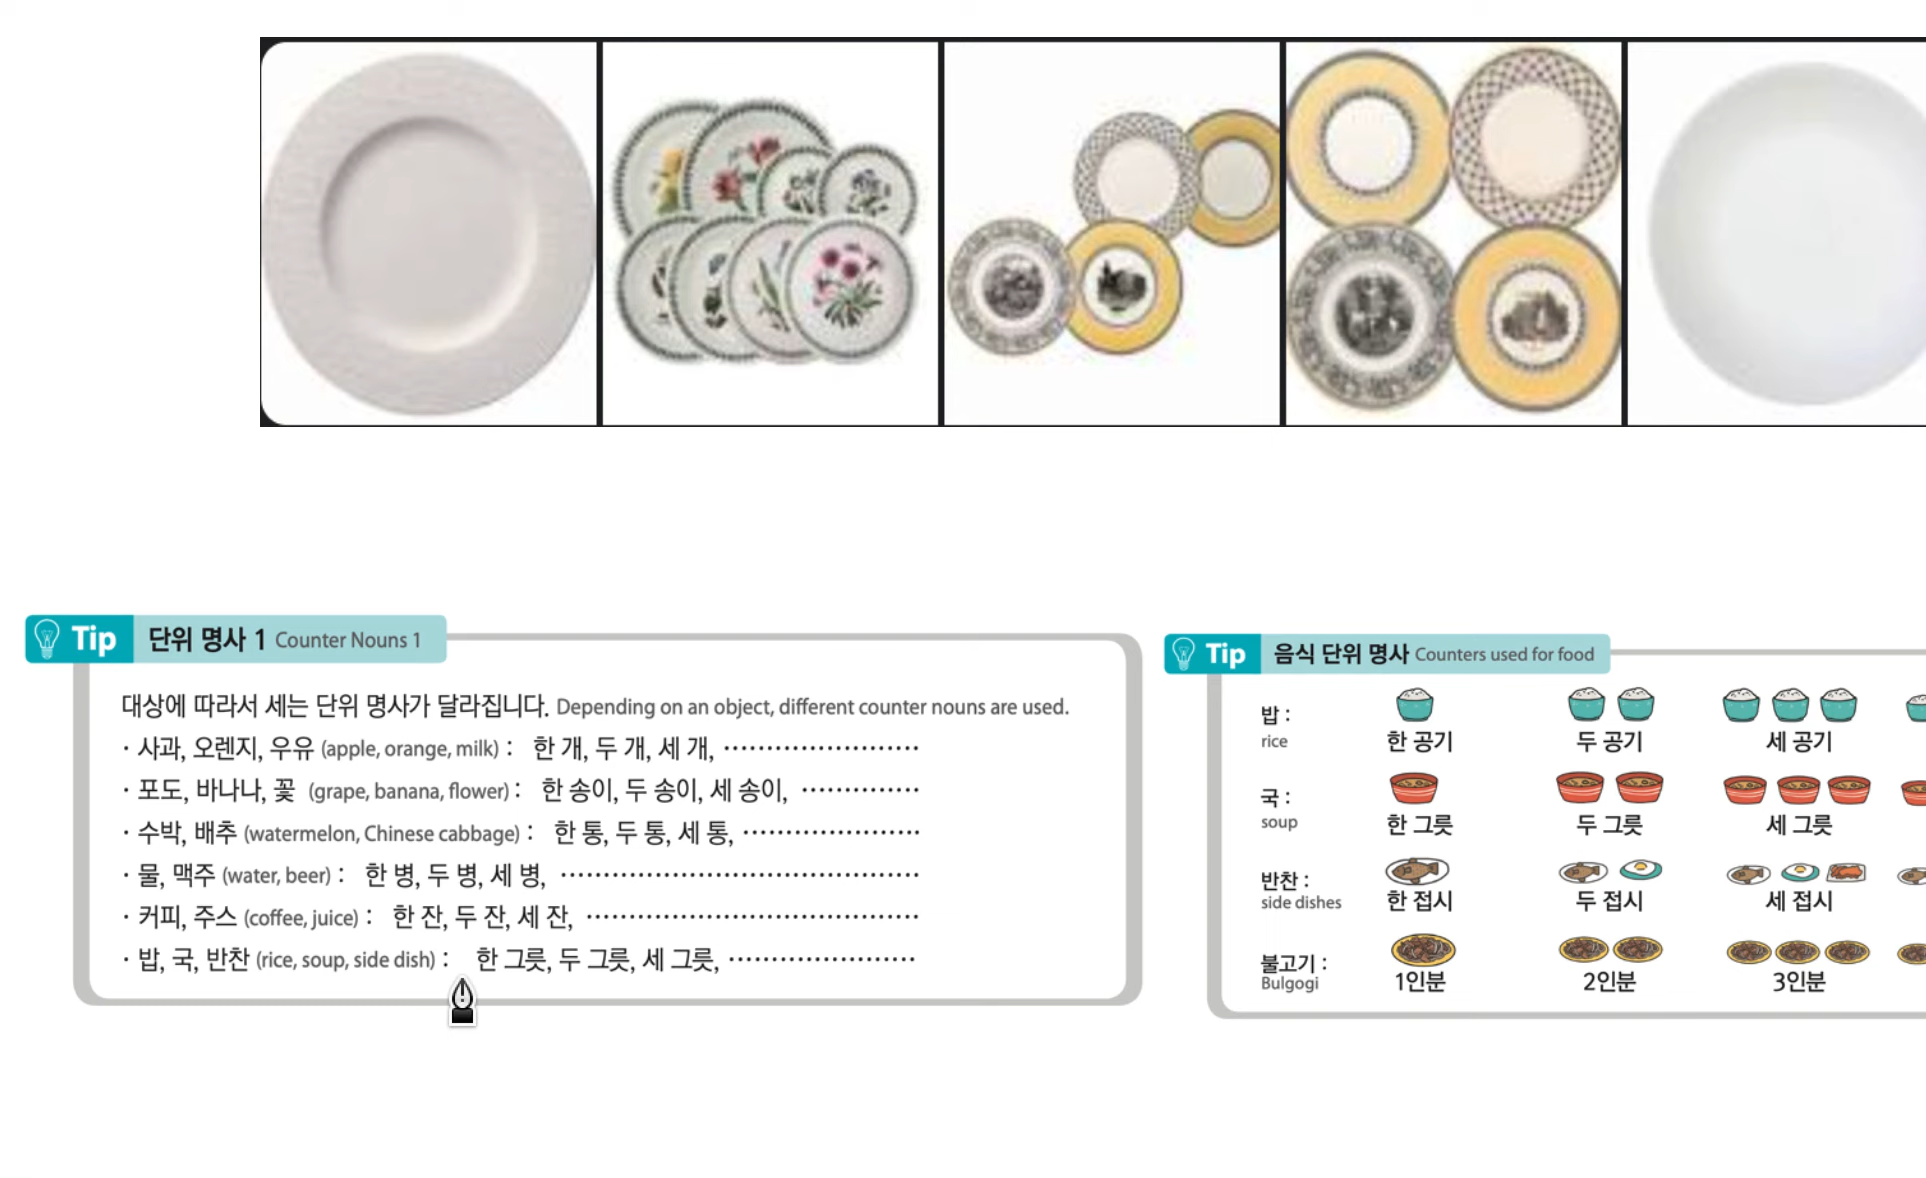 Tip 단위 명사 1 Counter Nouns 1
대상에 따라서 세는 단위 명사가 달라집니다. Depending on an object, different counter nouns are used.
· 사과, 오렌지, 우유 (apple, orange, milk) : 한 개, 두 개, 세 개, ························
· 포도, 바나나, 꽃 (grape, banana, flower) : 한 송이, 두 송이, 세 송이, ··············
· 수박, 배추 (watermelon, Chinese cabbage) : 한 통, 두 통, 세 통, ·····················
· 물, 맥주 (water, beer) : 한 병, 두 병, 세 병, ···········································
· 커피, 주스 (coffee, juice) : 한 잔, 두 잔, 세 잔, ········································
· 밥, 국, 반찬 (rice, soup, side dish) : 한 그릇, 두 그릇, 세 그릇, ······················
Tip 음식 단위 명사 Counters used for food
밥 :
rice
한 공기 두 공기 세 공기
국 :
soup
한 그릇 두 그릇 세 그릇
반찬 :
side dishes
한 접시 두 접시 세 접시
불고기 :
Bulgogi
1인분 2인분 3인분